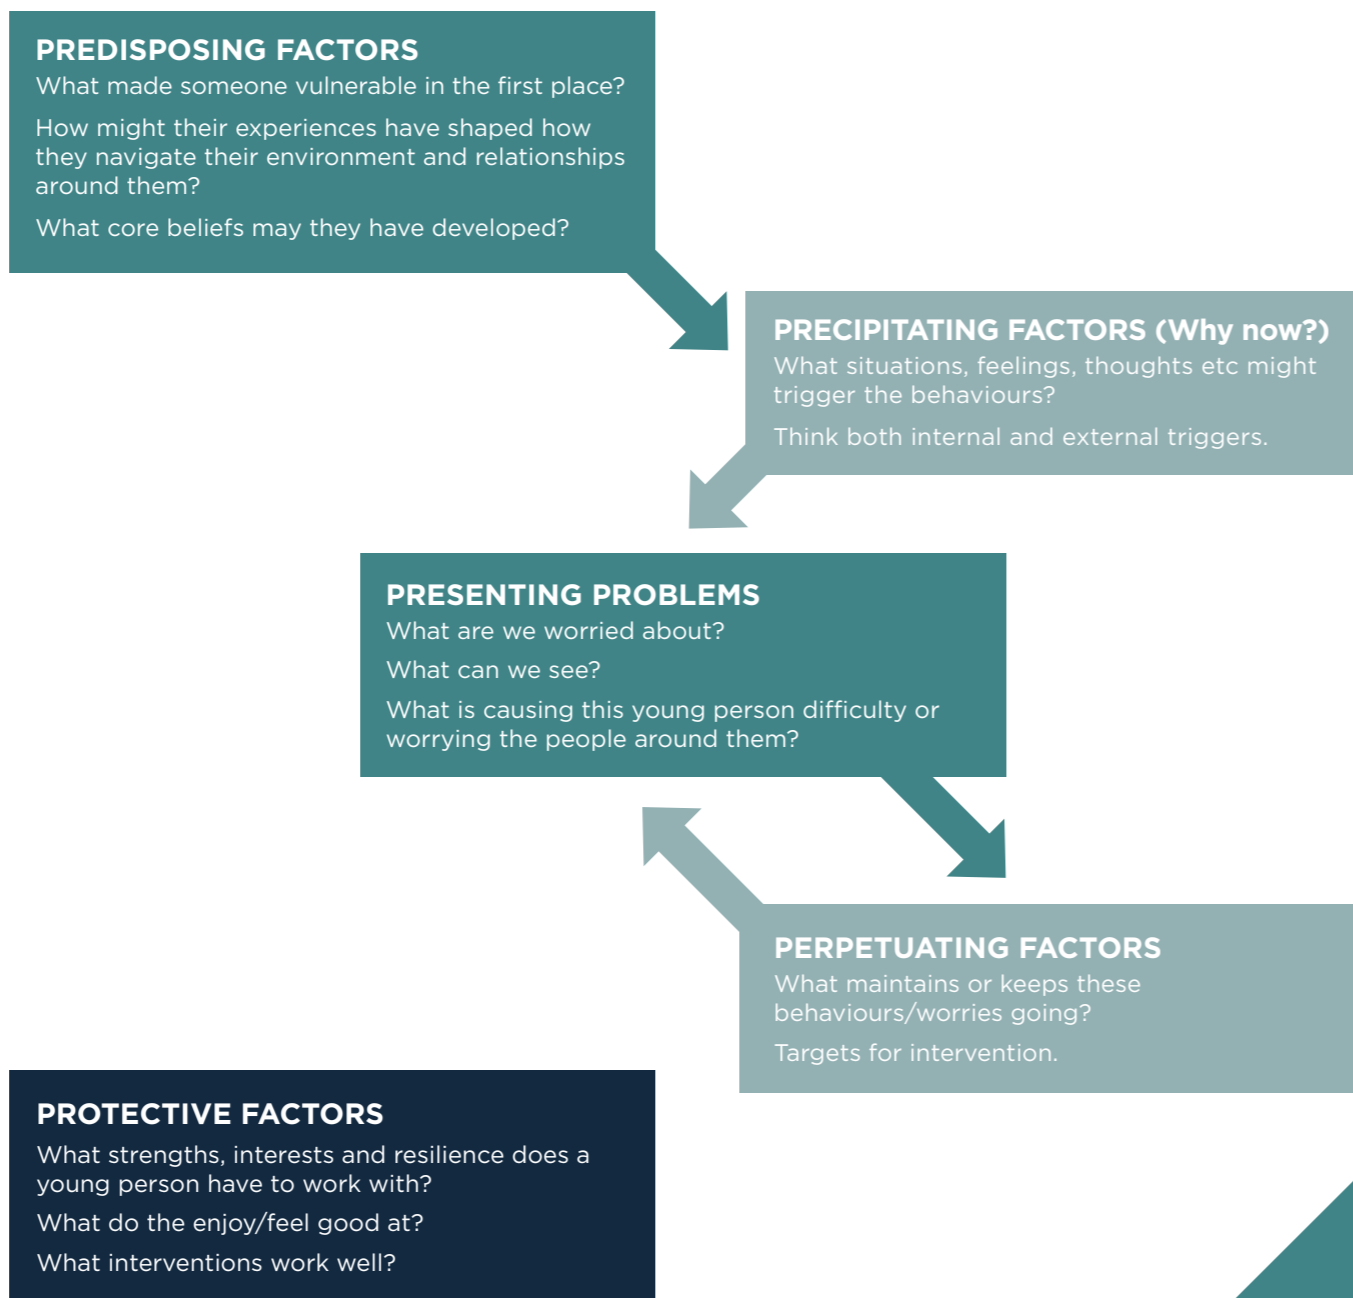 PREDISPOSING FACTORS
What made someone vulnerable in the first place?
How might their experiences have shaped how
they navigate their environment and relationships
around them?
What core beliefs may they have developed?
PRECIPITATING FACTORS (Why now?)
What situations, feelings, thoughts etc might
trigger the behaviours?
Think both internal and external triggers.
PRESENTING PROBLEMS
What are we worried about?
What can we see?
What is causing this young person difficulty or
worrying the people around them?
PERPETUATING FACTORS
What maintains or keeps these
behaviours/worries going?
Targets for intervention.
PROTECTIVE FACTORS
What strengths, interests and resilience does a
young person have to work with?
What do the enjoy/feel good at?
What interventions work well?